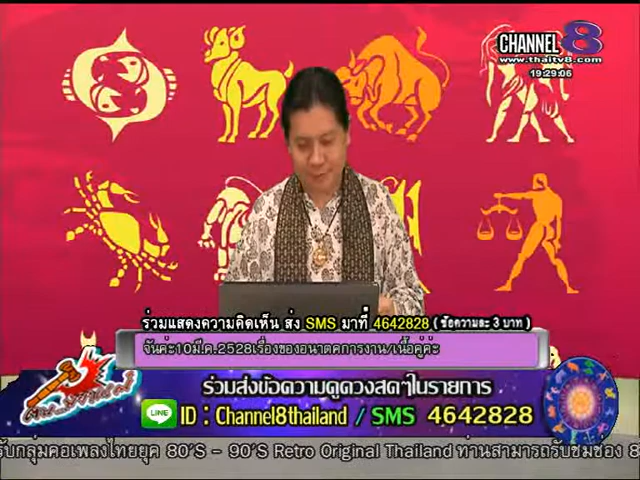 CHANNEL 8
www.thaitv8.com
19:29:06
ร่วมแสดงความคิดเห็น ส่ง SMS มาที่ 4642828 ( ข้อความละ 3 บาท )
จันค่ะ10มี.ค.2528เรื่องของอนาตคการงาน/เนื้อคู่ค่ะ
ร่วมส่งข้อความดูดวงสดๆในรายการ
LINE ID : Channel8thailand / SMS 4642828
รับกลุ่มคอเพลงไทยยุค 80'S - 90'S Retro Original Thailand ท่านสามารถรับชมช่อง 8